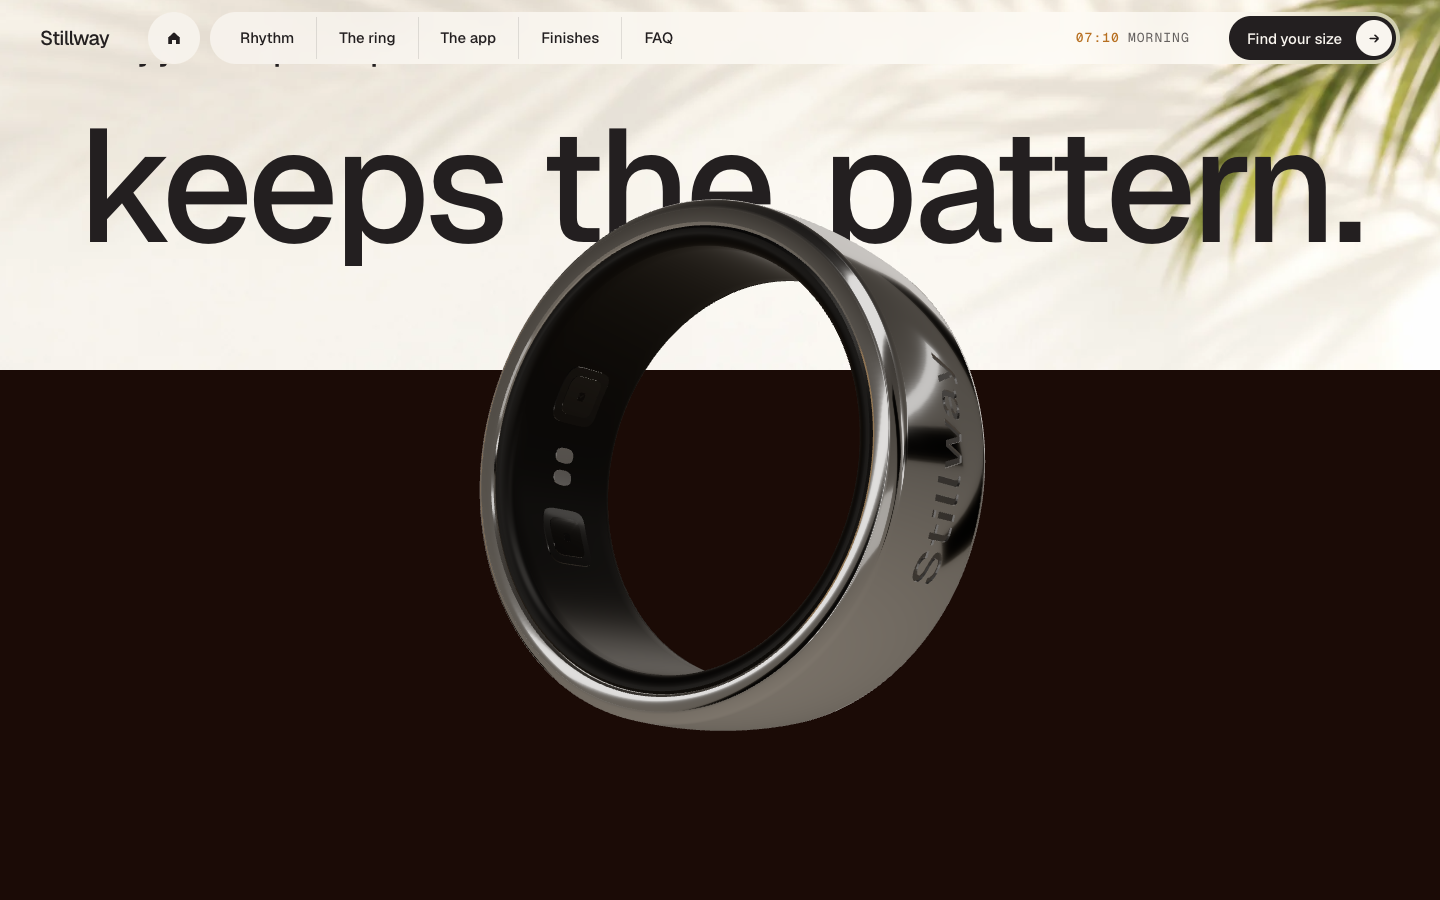 Stillway
Rhythm
The ring
The app
Finishes
FAQ
07:10 MORNING
Find your size
keeps the pattern.
Stillway